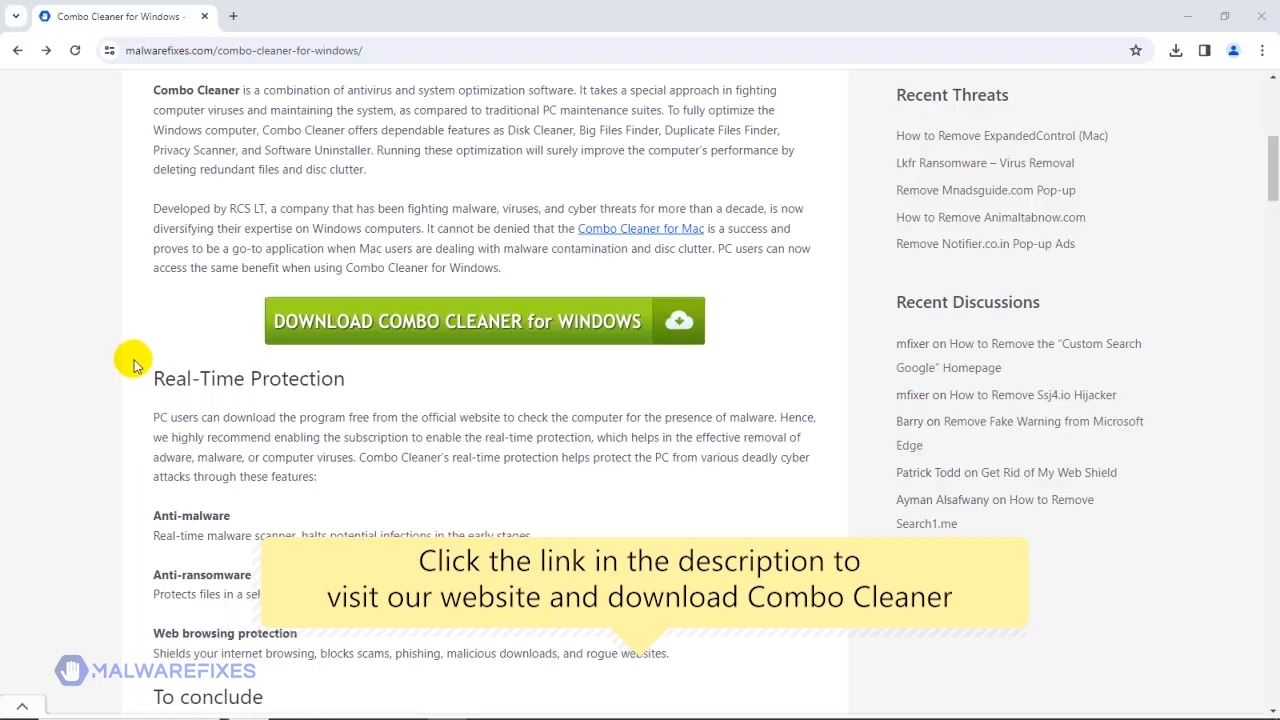 Combo Cleaner for Windows -
malwarefixes.com/combo-cleaner-for-windows/
Combo Cleaner is a combination of antivirus and system optimization software. It takes a special approach in fighting
computer viruses and maintaining the system, as compared to traditional PC maintenance suites. To fully optimize the
Windows computer, Combo Cleaner offers dependable features as Disk Cleaner, Big Files Finder, Duplicate Files Finder,
Privacy Scanner, and Software Uninstaller. Running these optimization will surely improve the computer's performance by
deleting redundant files and disc clutter.
Developed by RCS LT, a company that has been fighting malware, viruses, and cyber threats for more than a decade, is now
diversifying their expertise on Windows computers. It cannot be denied that the Combo Cleaner for Mac is a success and
proves to be a go-to application when Mac users are dealing with malware contamination and disc clutter. PC users can now
access the same benefit when using Combo Cleaner for Windows.
DOWNLOAD COMBO CLEANER for WINDOWS
Real-Time Protection
PC users can download the program free from the official website to check the computer for the presence of malware. Hence,
we highly recommend enabling the subscription to enable the real-time protection, which helps in the effective removal of
adware, malware, or computer viruses. Combo Cleaner's real-time protection helps protect the PC from various deadly cyber
attacks through these features:
Anti-malware
Real-time malware scanner, halts potential infections in the early stages.
Anti-ransomware
Protects files in a
Web browsing protection
Shields your internet browsing, blocks scams, phishing, malicious downloads, and rogue websites.
To conclude
Recent Threats
How to Remove ExpandedControl (Mac)
Lkfr Ransomware – Virus Removal
Remove Mnadsguide.com Pop-up
How to Remove Animaltabnow.com
Remove Notifier.co.in Pop-up Ads
Recent Discussions
mfixer on How to Remove the "Custom Search
Google" Homepage
mfixer on How to Remove Ssj4.io Hijacker
Barry on Remove Fake Warning from Microsoft
Edge
Patrick Todd on Get Rid of My Web Shield
Ayman Alsafwany on How to Remove
Search1.me
Click the link in the description to
visit our website and download Combo Cleaner
MALWAREFIXES